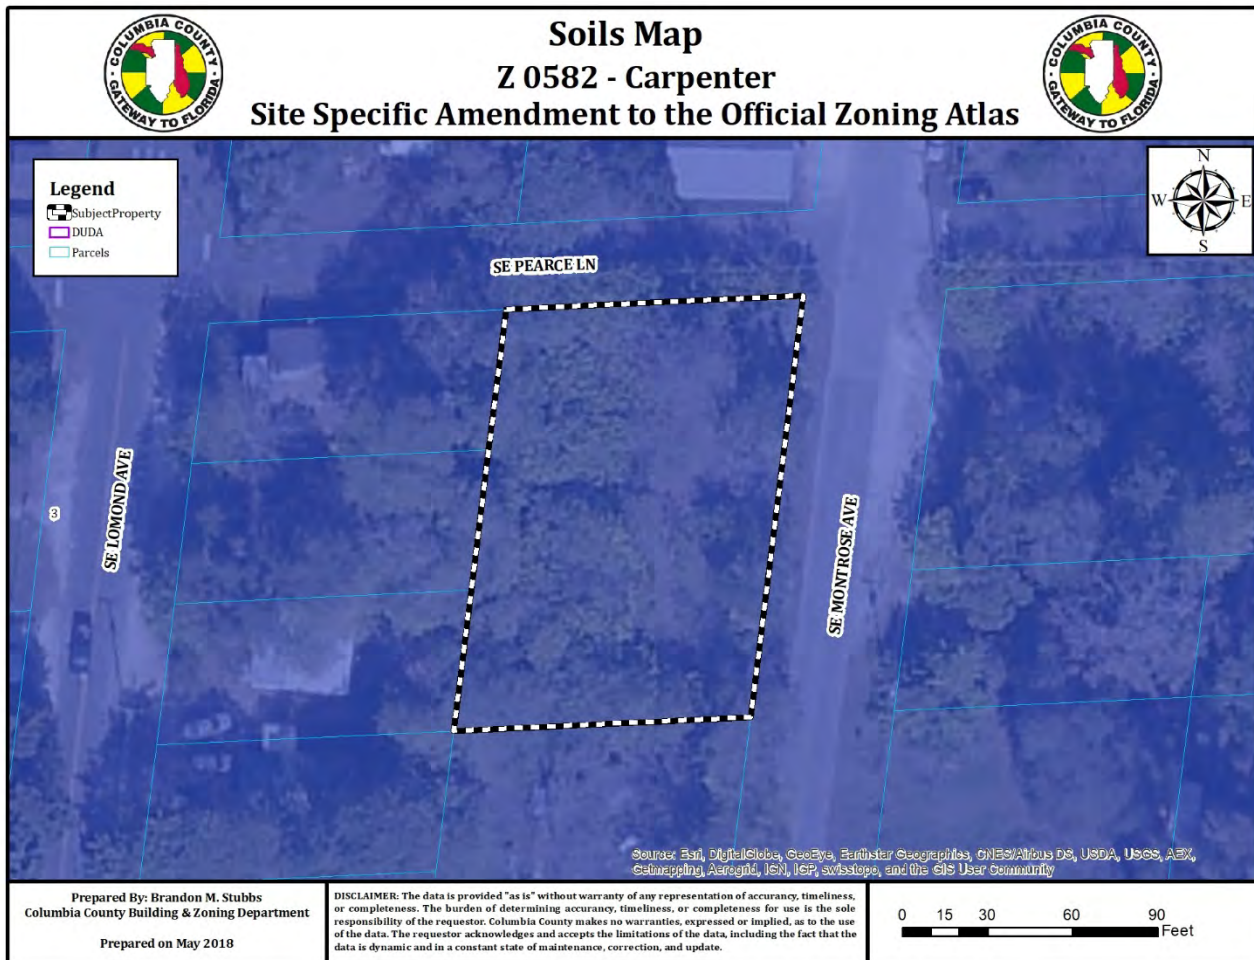 Soils Map
Z 0582 - Carpenter
Site Specific Amendment to the Official Zoning Atlas
COLUMBIA COUNTY
GATEWAY TO FLORIDA
COLUMBIA COUNTY
GATEWAY TO FLORIDA
Legend
SubjectProperty
DUDA
Parcels
N
W
E
S
SE PEARCE LN
SE LOMOND AVE
3
SE MONTROSE AVE
Source: Esri, DigitalGlobe, GeoEye, Earthstar Geographics, CNES/Airbus DS, USDA, USGS, AEX,
Getmapping, Aerogrid, IGN, IGP, swisstopo, and the GIS User Community
Prepared By: Brandon M. Stubbs
Columbia County Building & Zoning Department
Prepared on May 2018
DISCLAIMER: The data is provided "as is" without warranty of any representation of accuracy, timeliness,
or completeness. The burden of determining accuracy, timeliness, or completeness for use is the sole
responsibility of the requestor. Columbia County makes no warranties, expressed or implied, as to the use
of the data. The requestor acknowledges and accepts the limitations of the data, including the fact that the
data is dynamic and in a constant state of maintenance, correction, and update.
0 15 30 60 90
Feet